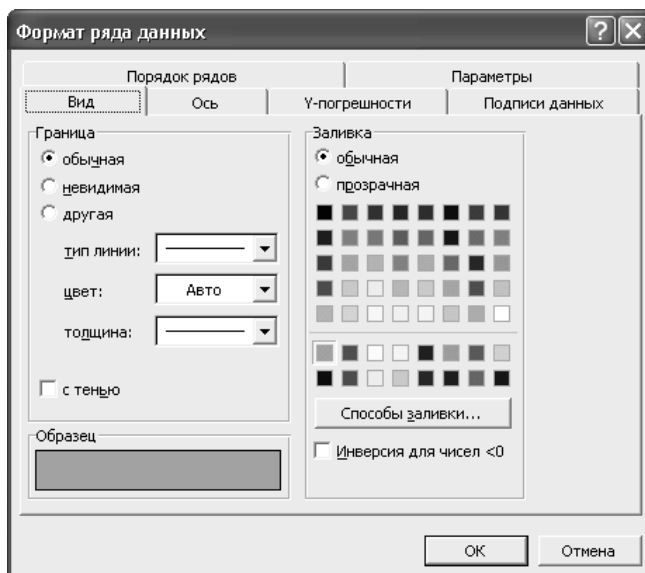 Формат ряда данных
Порядок рядов
Параметры
Вид
Ось
Y-погрешности
Подписи данных
Граница
обычная
невидимая
другая
тип линии:
цвет:
Авто
толщина:
с тенью
Образец
Заливка
обычная
прозрачная
Способы заливки...
Инверсия для чисел <0
ОК
Отмена